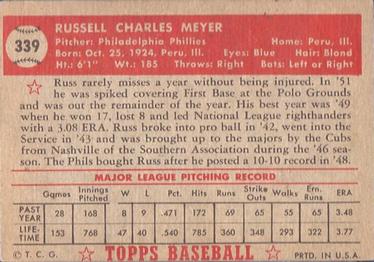 339
RUSSELL CHARLES MEYER
Pitcher: Philadelphia Phillies Home: Peru, Ill.
Born: Oct. 25, 1924, Peru, Ill. Eyes: Blue Hair: Blond
Ht.: 6'1" Wt.: 185 Throws: Right Bats: Left or Right
Russ rarely misses a year without being injured. In '51
he was spiked covering First Base at the Polo Grounds
and was out the remainder of the year. His best year was '49
when he won 17, lost 8 and led National League righthanders
with a 3.08 ERA. Russ broke into pro ball in '42, went into the
Service in '43 and was brought up to the majors by the Cubs
from Nashville of the Southern Association during the '46 sea-
son. The Phils bought Russ after he posted a 10-10 record in '48.
MAJOR LEAGUE PITCHING RECORD
Games Innings Pitched W L Pct. Hits Runs Strike Outs Walks Ern. Runs ERA
PAST YEAR 28 168 8 9 .471 172 69 65 55 65 3.48
LIFE-TIME 153 768 47 40 .540 785 360 348 293 322 3.77
© T. C. G. TOPPS BASEBALL PRTD. IN U.S.A.